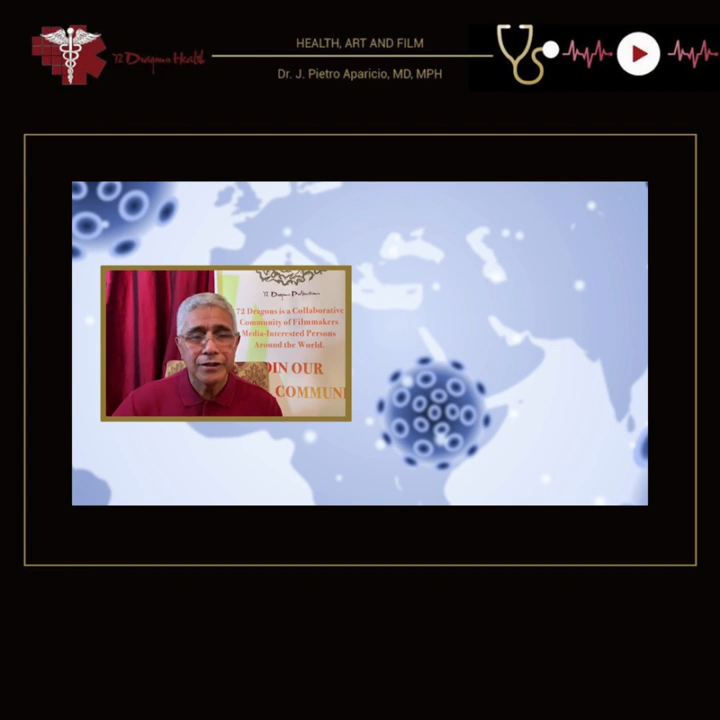 HEALTH, ART AND FILM
72 Dragons Health
Dr. J. Pietro Aparicio, MD, MPH
72 Dragons Production
72 Dragons is a Collaborative
Community of Filmmakers
Media-Interested Persons
Around the World.
OIN OUR
COMMUNI